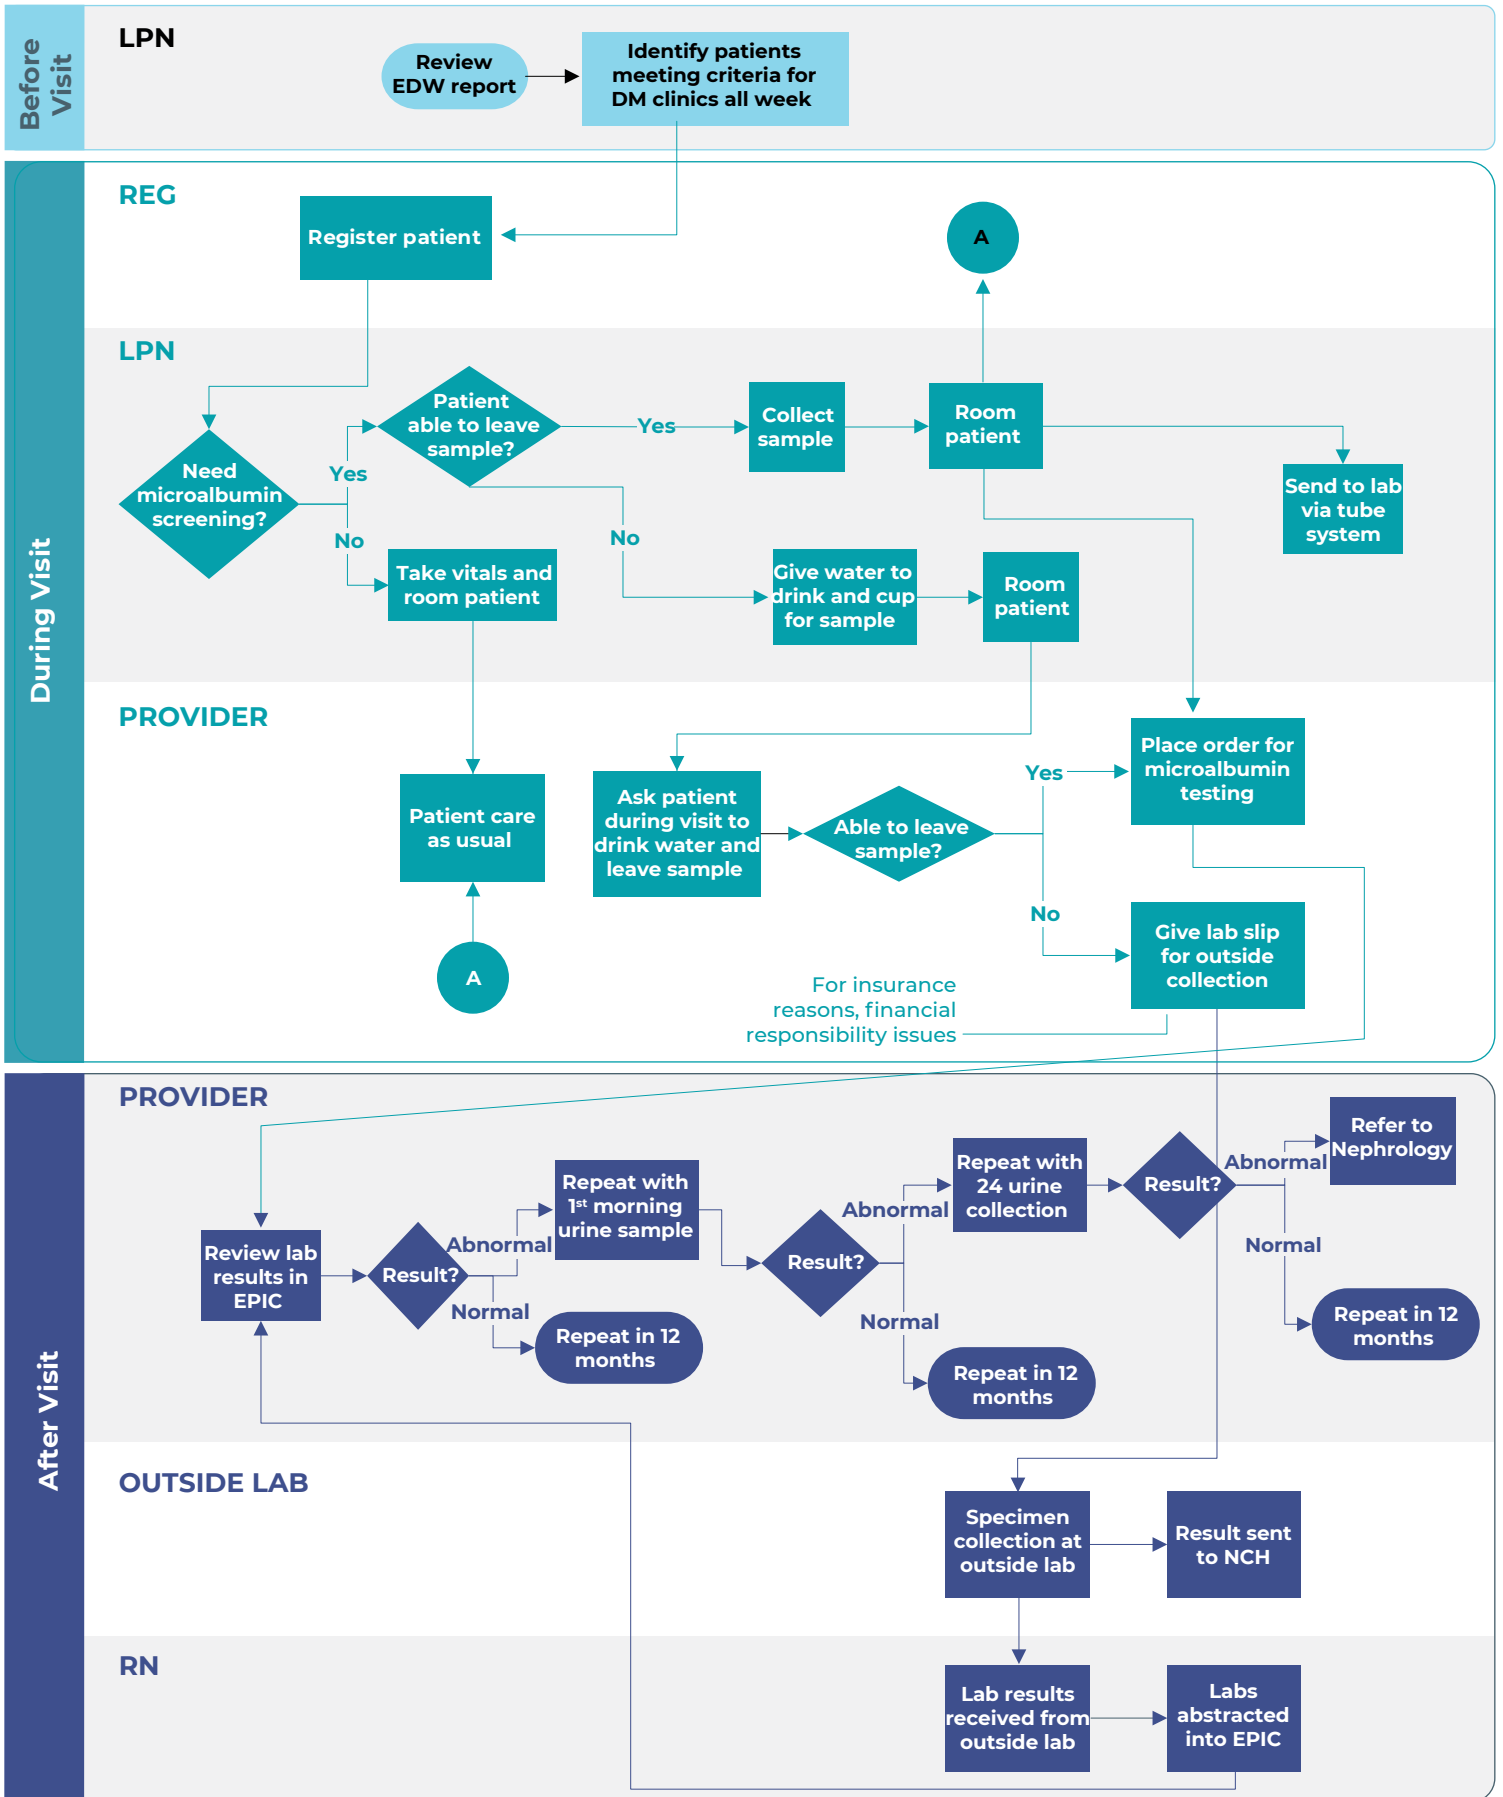 Before
Visit
LPN
Review
EDW report
Identify patients
meeting criteria for
DM clinics all week
During Visit
REG
Register patient
A
LPN
Need
microalbumin
screening?
Yes
No
Patient
able to leave
sample?
Yes
No
Collect
sample
Room
patient
Send to lab
via tube
system
Take vitals and
room patient
Give water to
drink and cup
for sample
Room
patient
PROVIDER
Patient care
as usual
A
Ask patient
during visit to
drink water and
leave sample
Able to leave
sample?
Yes
No
Place order for
microalbumin
testing
Give lab slip
for outside
collection
For insurance
reasons, financial
responsibility issues
After Visit
PROVIDER
Review lab
results in
EPIC
Result?
Abnormal
Normal
Repeat with
1st morning
urine sample
Repeat in 12
months
Result?
Abnormal
Normal
Repeat with
24 urine
collection
Repeat in 12
months
Result?
Abnormal
Normal
Refer to
Nephrology
Repeat in 12
months
OUTSIDE LAB
Specimen
collection at
outside lab
Result sent
to NCH
RN
Lab results
received from
outside lab
Labs
abstracted
into EPIC